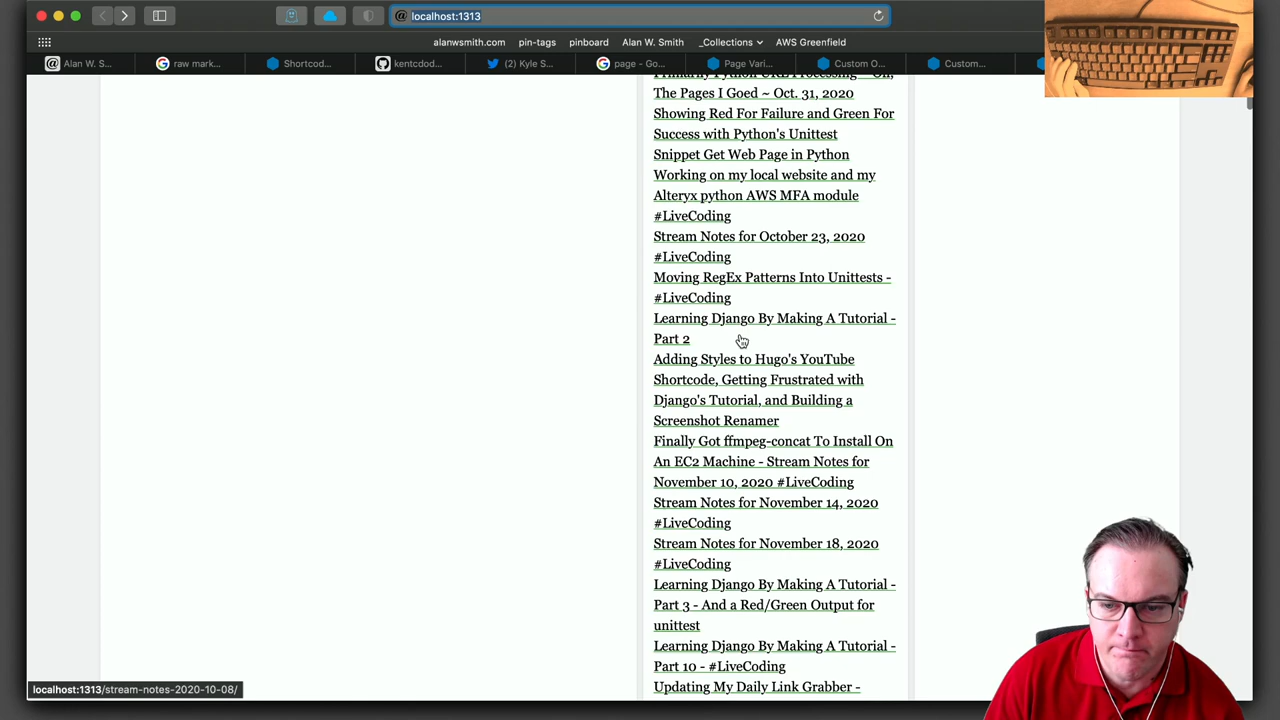 localhost:1313
alanwsmith.com
pin-tags
pinboard
Alan W. Smith
_Collections
AWS Greenfield
Alan W. S...
raw mark...
Shortcod...
kentcdod...
(2) Kyle S...
page - Go...
Page Vari...
Custom O...
Custom...
The Pages I Goed ~ Oct. 31, 2020
Showing Red For Failure and Green For
Success with Python's Unittest
Snippet Get Web Page in Python
Working on my local website and my
Alteryx python AWS MFA module
#LiveCoding
Stream Notes for October 23, 2020
#LiveCoding
Moving RegEx Patterns Into Unittests -
#LiveCoding
Learning Django By Making A Tutorial -
Part 2
Adding Styles to Hugo's YouTube
Shortcode, Getting Frustrated with
Django's Tutorial, and Building a
Screenshot Renamer
Finally Got ffmpeg-concat To Install On
An EC2 Machine - Stream Notes for
November 10, 2020 #LiveCoding
Stream Notes for November 14, 2020
#LiveCoding
Stream Notes for November 18, 2020
#LiveCoding
Learning Django By Making A Tutorial -
Part 3 - And a Red/Green Output for
unittest
Learning Django By Making A Tutorial -
Part 10 - #LiveCoding
Updating My Daily Link Grabber -
localhost:1313/stream-notes-2020-10-08/